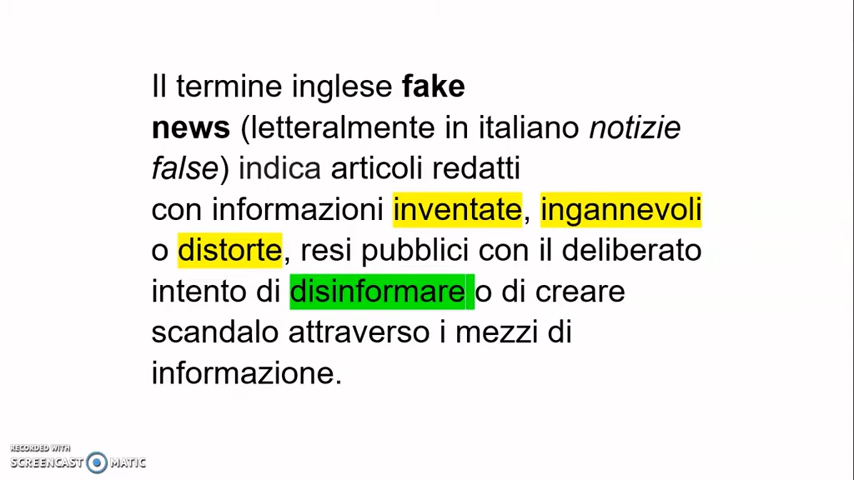 Il termine inglese fake
news (letteralmente in italiano notizie
false) indica articoli redatti
con informazioni inventate, ingannevoli
o distorte, resi pubblici con il deliberato
intento di disinformare o di creare
scandalo attraverso i mezzi di
informazione.
RECORDED WITH
SCREENCAST MATIC